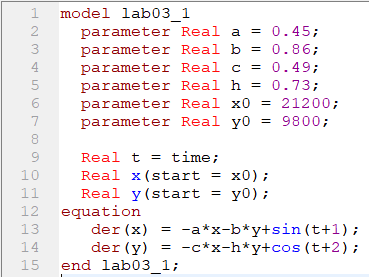 1 model lab03_1
2 parameter Real a = 0.45;
3 parameter Real b = 0.86;
4 parameter Real c = 0.49;
5 parameter Real h = 0.73;
6 parameter Real x0 = 21200;
7 parameter Real y0 = 9800;
8
9 Real t = time;
10 Real x(start = x0);
11 Real y(start = y0);
12 equation
13 der(x) = -a*x-b*y+sin(t+1);
14 der(y) = -c*x-h*y+cos(t+2);
15 end lab03_1;